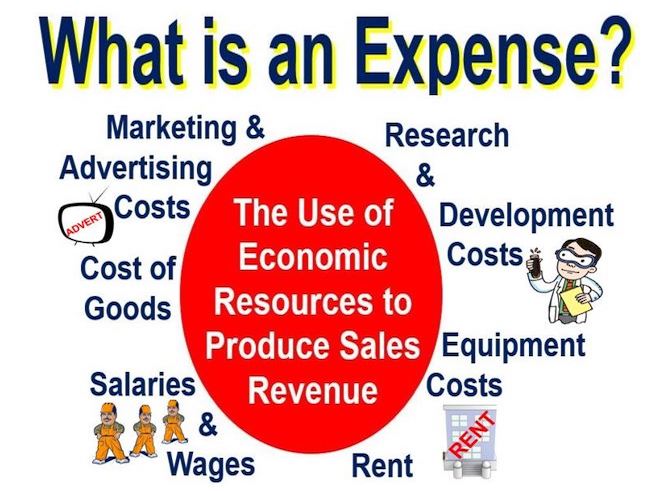 What is an Expense?
Marketing &
Advertising
Costs
ADVERT
Cost of
Goods
Salaries
&
Wages
The Use of
Economic
Resources to
Produce Sales
Revenue
Research
&
Development
Costs
Equipment
Costs
Rent
RENT